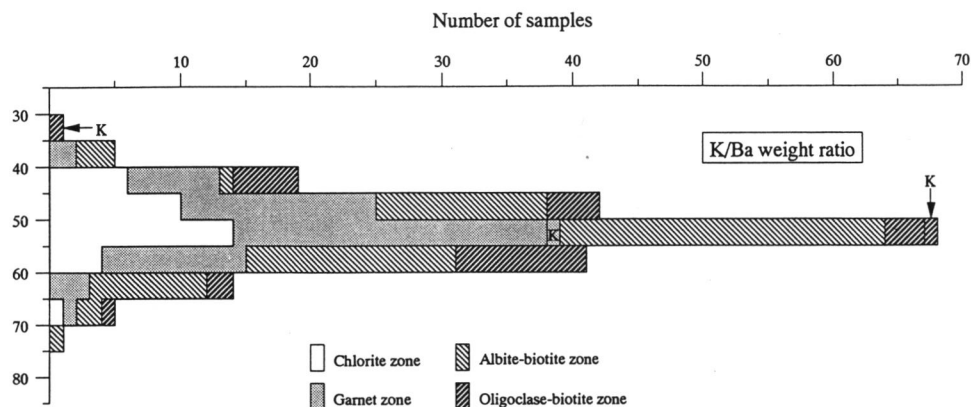 Number of samples
10 20 30 40 50 60 70
30
K
40
K/Ba weight ratio
K
50
K
60
70
80
Chlorite zone
Albite-biotite zone
Garnet zone
Oligoclase-biotite zone